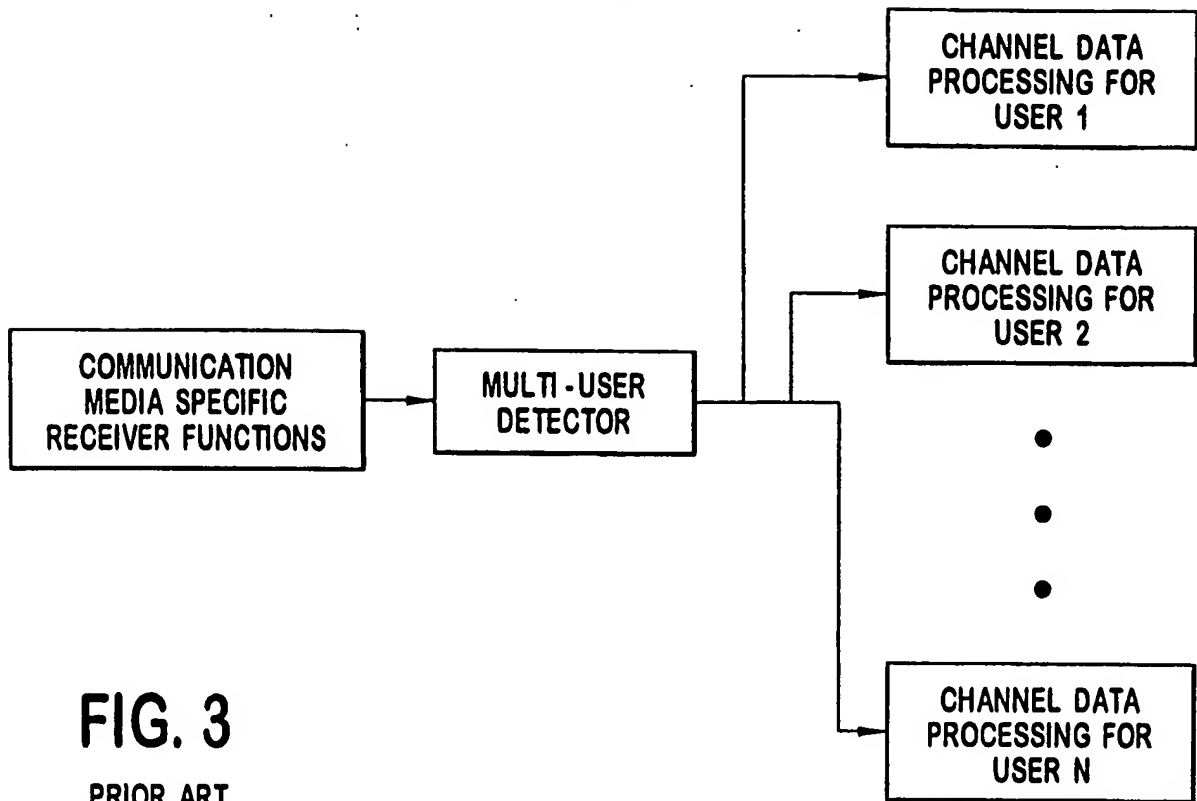 CHANNEL DATA
PROCESSING FOR
USER 1
CHANNEL DATA
PROCESSING FOR
USER 2
COMMUNICATION
MEDIA SPECIFIC
RECEIVER FUNCTIONS
MULTI-USER
DETECTOR
CHANNEL DATA
PROCESSING FOR
USER N
FIG. 3
PRIOR ART